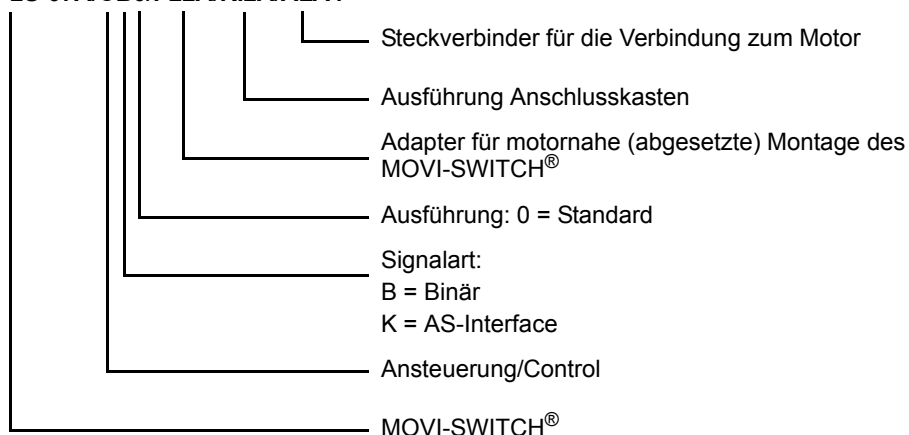 Steckverbinder für die Verbindung zum Motor
Ausführung Anschlusskasten
Adapter für motornahe (abgesetzte) Montage des
MOVI-SWITCH®
Ausführung: 0 = Standard
Signalart:
B = Binär
K = AS-Interface
Ansteuerung/Control
MOVI-SWITCH®